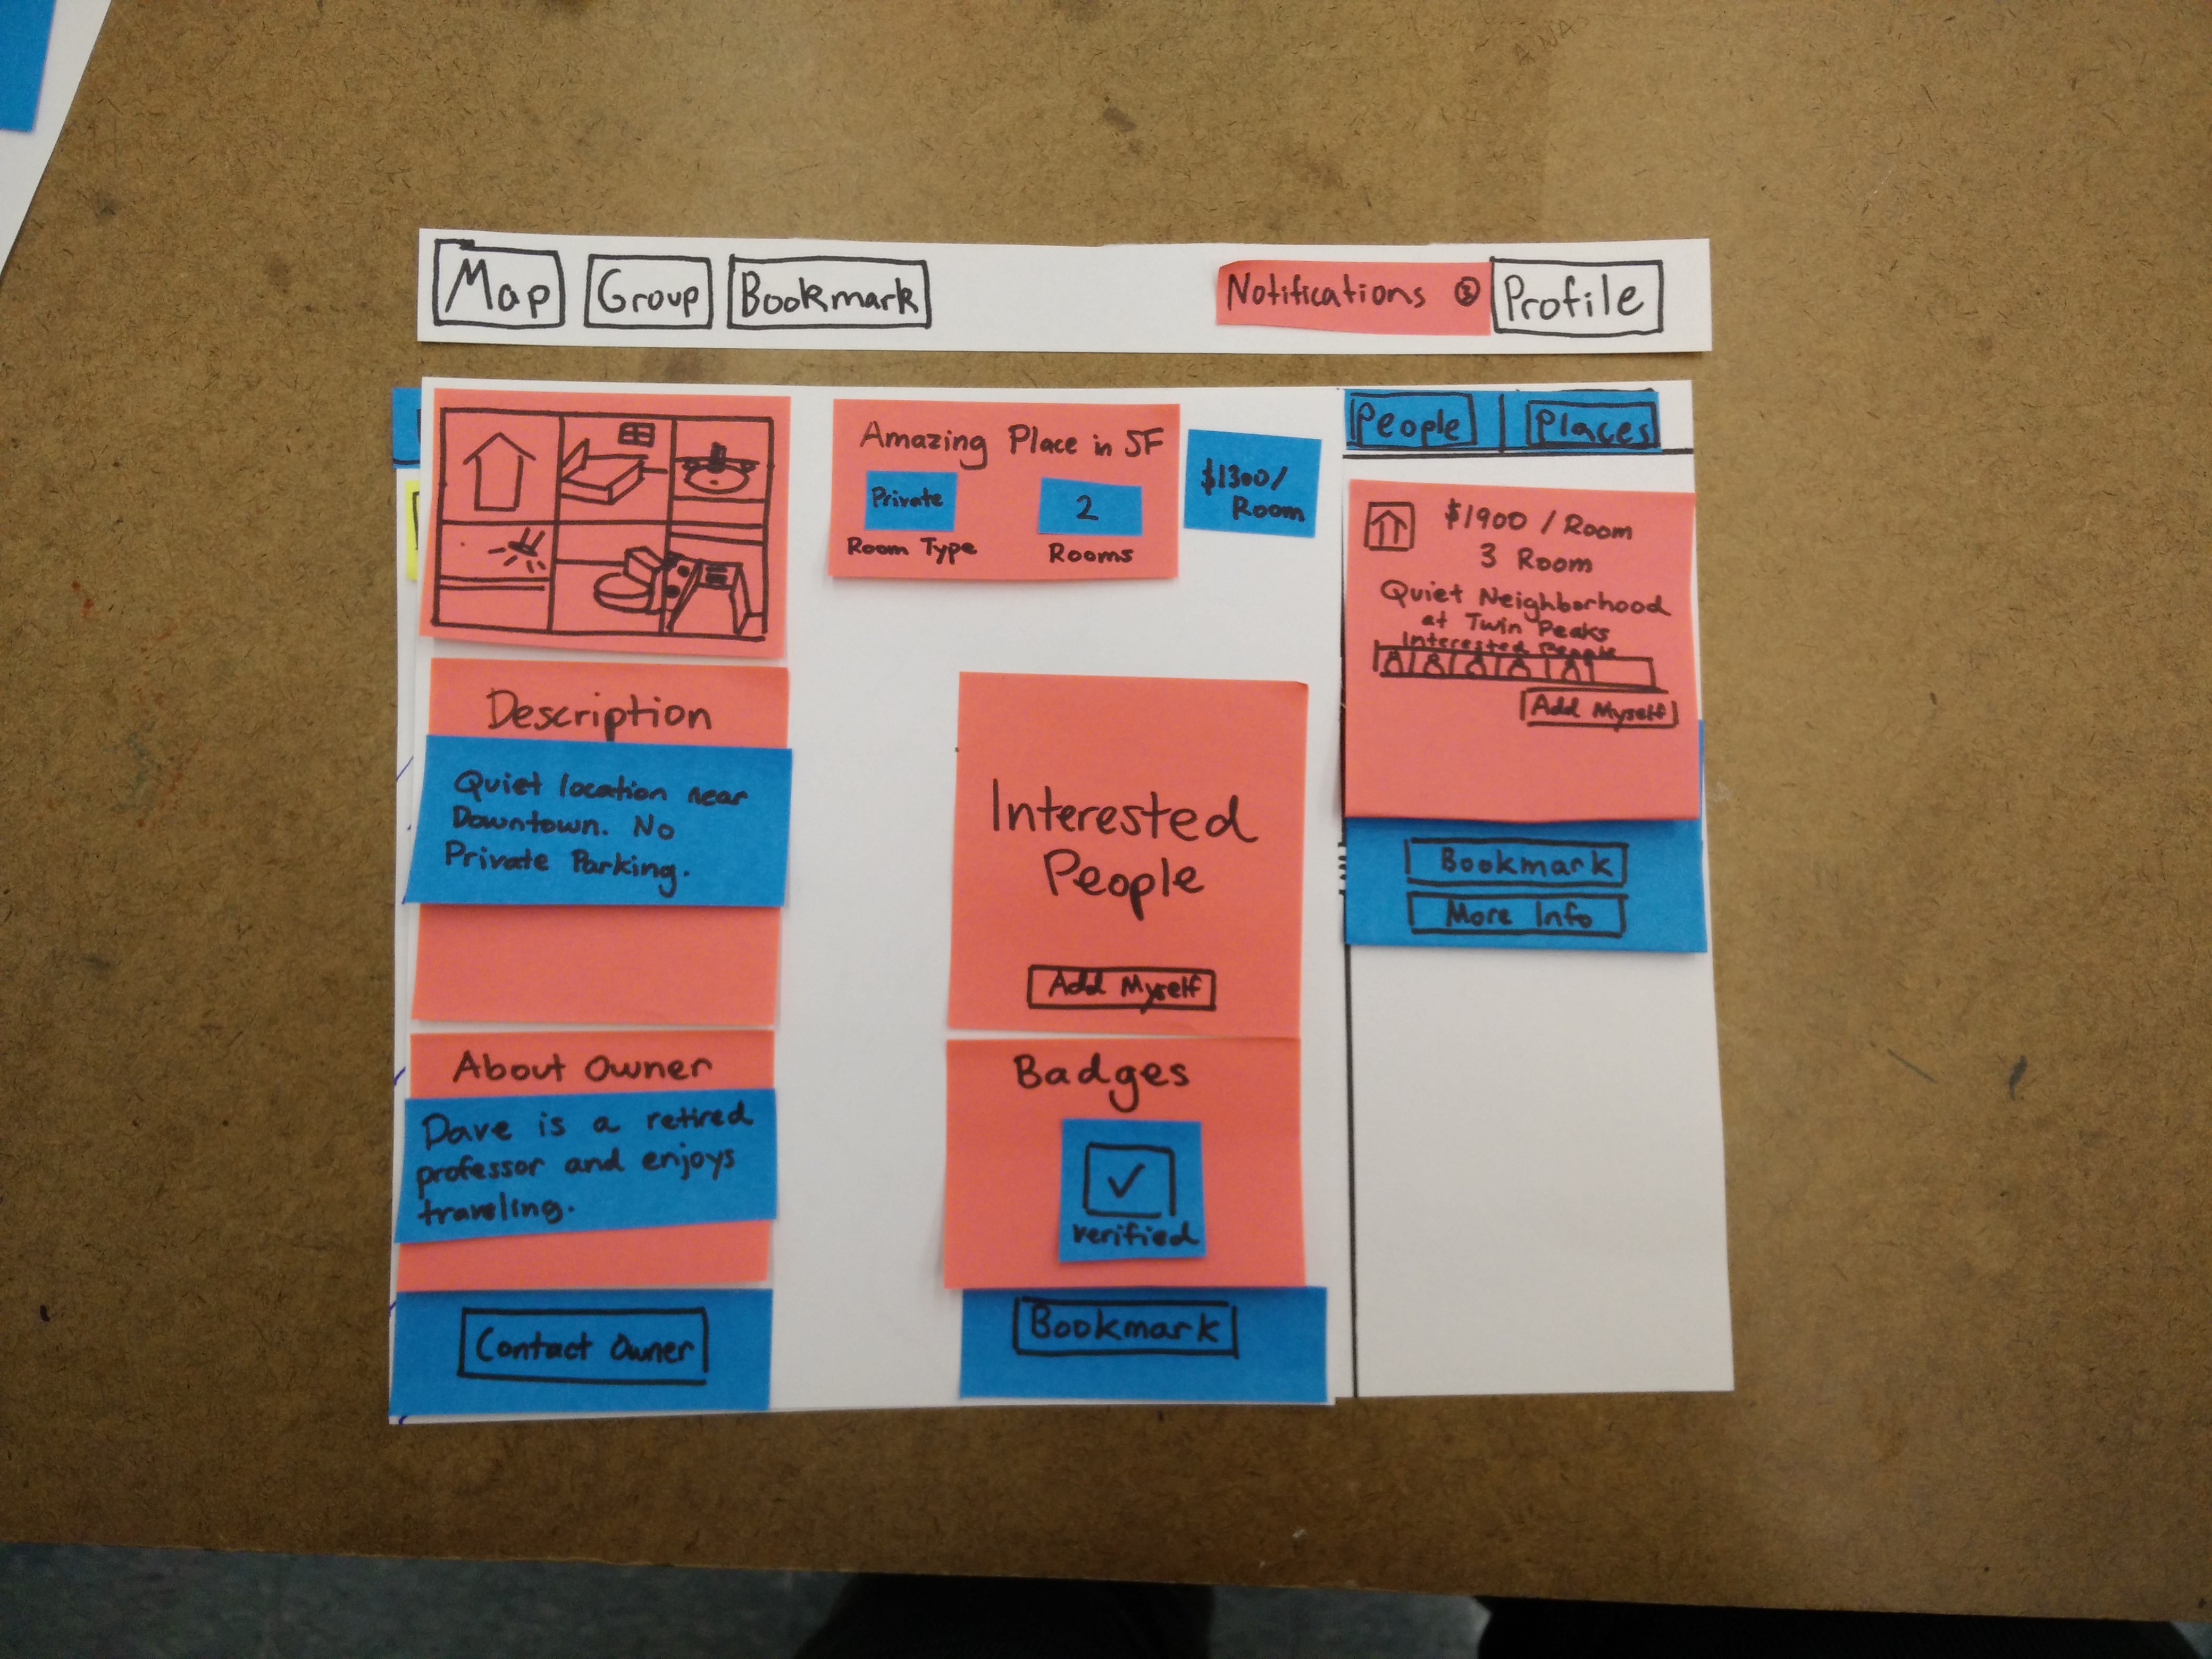 Map
Group
Bookmark
Notifications
Profile
Amazing Place in SF
Private
Room Type
2
Rooms
$1300/
Room
Description
Quiet location near
Downtown. No
Private Parking.
About Owner
Dave is a retired
professor and enjoys
traveling.
Contact Owner
Interested
People
Add Myself
Badges
verified
Bookmark
People
Places
$1900 / Room
3 Room
Quiet Neighborhood
at Twin Peaks
Interested People
Add Myself
Bookmark
More Info